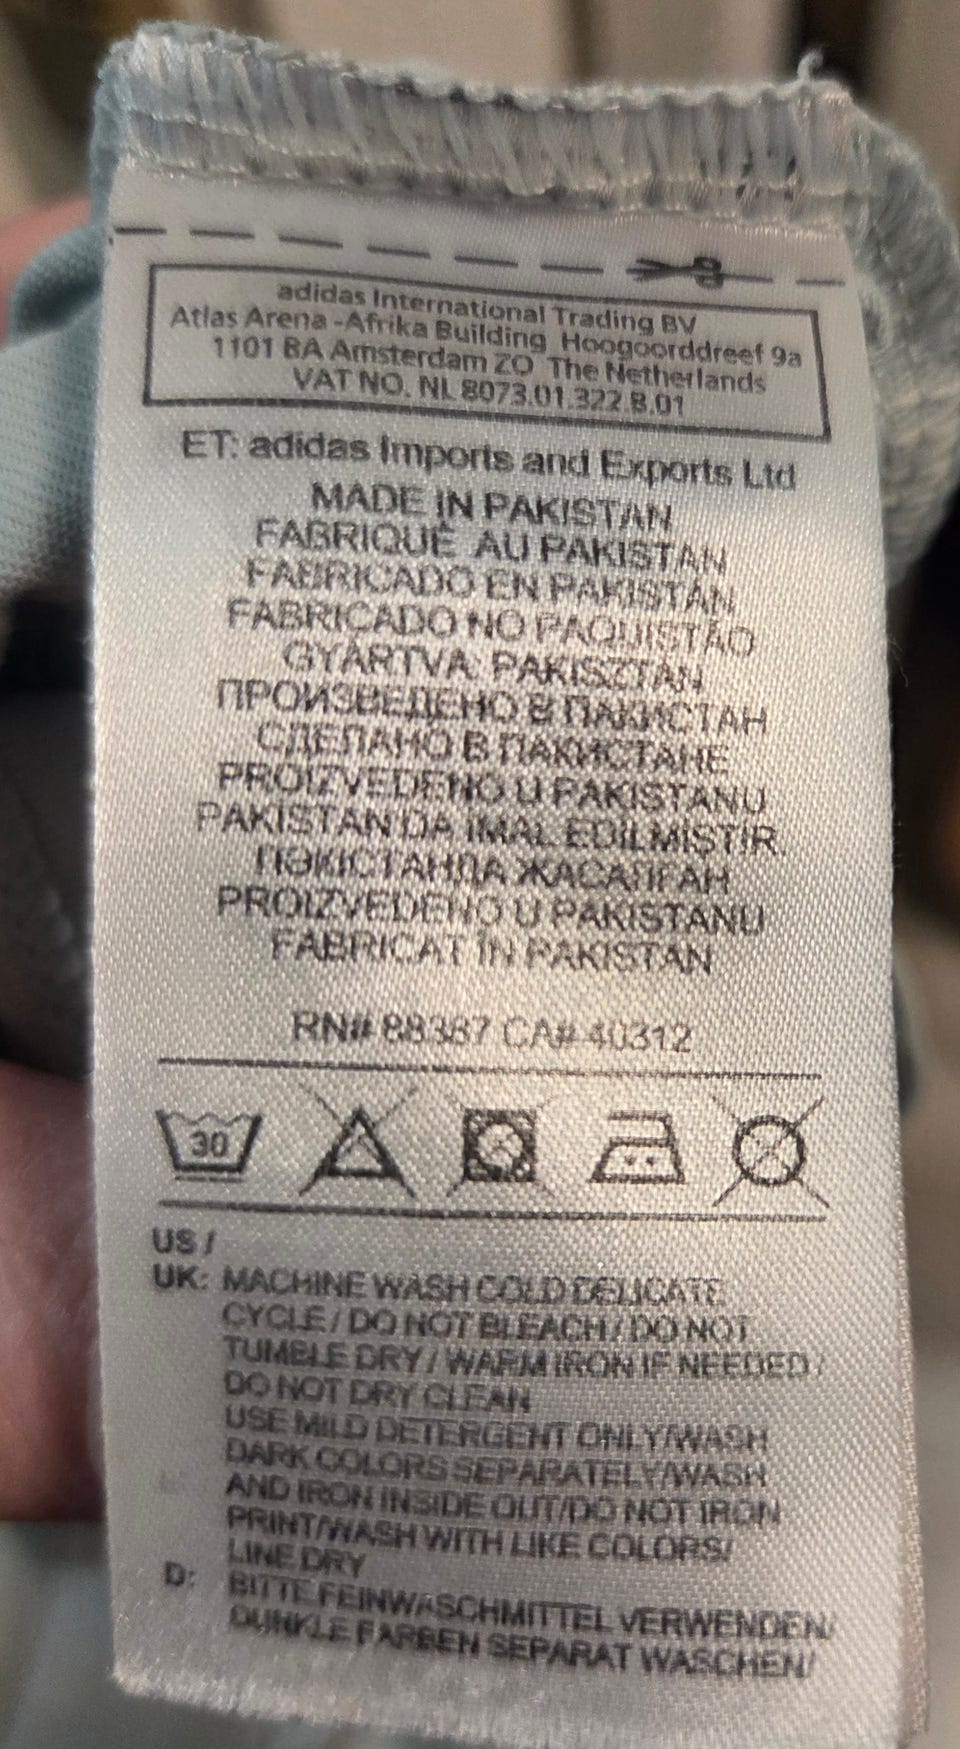 adidas International Trading BV
Atlas Arena -Afrika Building Hoogoorddreef 9a
1101 BA Amsterdam ZO The Netherlands
VAT NO. NL 8073.01.322.B.01
ET: adidas Imports and Exports Ltd
MADE IN PAKISTAN
FABRIQUÉ AU PAKISTAN
FABRICADO EN PAKISTÁN
FABRICADO NO PAQUISTÃO
GYÁRTVA: PAKISZTÁN
ПРОИЗВЕДЕНО В ПАКИСТАН
СДЕЛАНО В ПАКИСТАНЕ
PROIZVEDENO U PAKISTANU
PAKİSTAN'DA İMAL EDİLMİŞTİR.
ПӘКІСТАНДА ЖАСАЛҒАН
PROIZVEDENO U PAKISTANU
FABRICAT ÎN PAKISTAN
RN# 88387 CA# 40312
30
US /
UK: MACHINE WASH COLD DELICATE
CYCLE / DO NOT BLEACH / DO NOT
TUMBLE DRY / WARM IRON IF NEEDED /
DO NOT DRY CLEAN
USE MILD DETERGENT ONLY/WASH
DARK COLORS SEPARATELY/WASH
AND IRON INSIDE OUT/DO NOT IRON
PRINT/WASH WITH LIKE COLORS/
LINE DRY
D: BITTE FEINWASCHMITTEL VERWENDEN/
DUNKLE FARBEN SEPARAT WASCHEN/